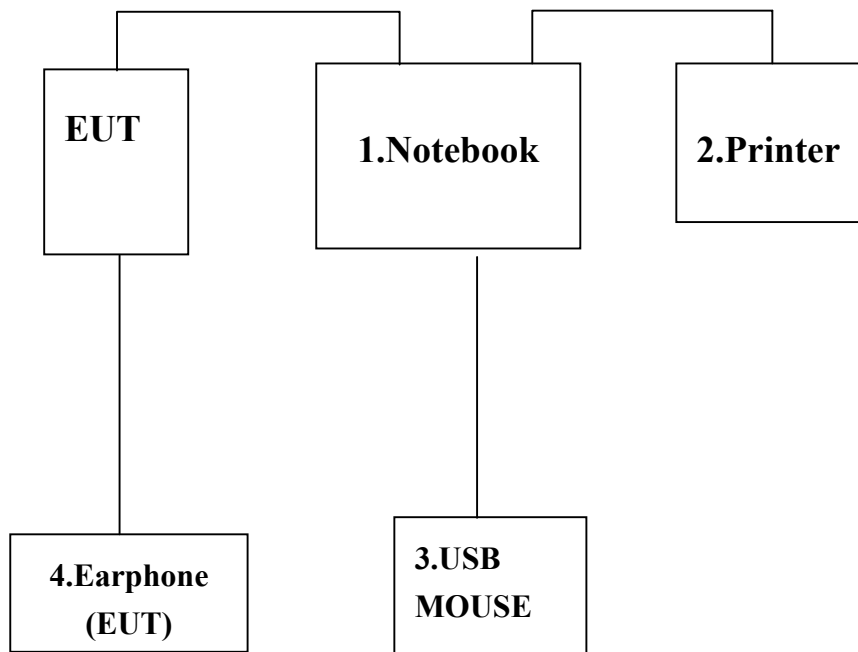 EUT
1.Notebook
2.Printer
4.Earphone
(EUT)
3.USB
MOUSE